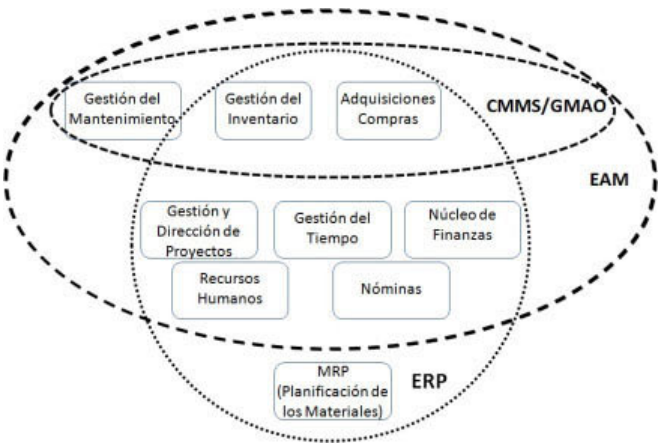 Gestión del
Mantenimiento
Gestión del
Inventario
Adquisiciones
Compras
CMMS/GMAO
EAM
Gestión y
Dirección de
Proyectos
Gestión del
Tiempo
Núcleo de
Finanzas
Recursos
Humanos
Nóminas
MRP
(Planificación de
los Materiales)
ERP